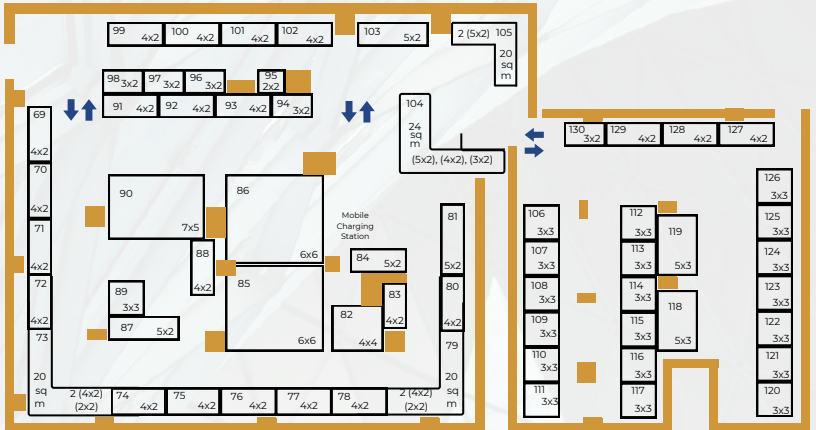 99 4x2
100 4x2
101 4x2
102 4x2
103 5x2
2 (5x2) 105
20
sq
m
98 3x2
97 3x2
96 3x2
95
2x2
91 4x2
92 4x2
93 4x2
94 3x2
104
24
sq
m
(5x2), (4x2), (3x2)
130 3x2
129 4x2
128 4x2
127 4x2
69
4x2
70
4x2
71
4x2
72
4x2
73
20
sq
m
90
7x5
86
6x6
88
4x2
85
6x6
89
3x3
87 5x2
Mobile
Charging
Station
84 5x2
83
4x2
82
4x4
81
5x2
80
4x2
79
20
sq
m
2 (4x2)
(2x2)
74 4x2
75 4x2
76 4x2
77 4x2
78 4x2
2 (4x2)
(2x2)
106
3x3
107
3x3
108
3x3
109
3x3
110
3x3
111 3x3
112
3x3
113
3x3
114
3x3
115
3x3
116
3x3
117
3x3
119
5x3
118
5x3
126
3x3
125
3x3
124
3x3
123
3x3
122
3x3
121
3x3
120
3x3